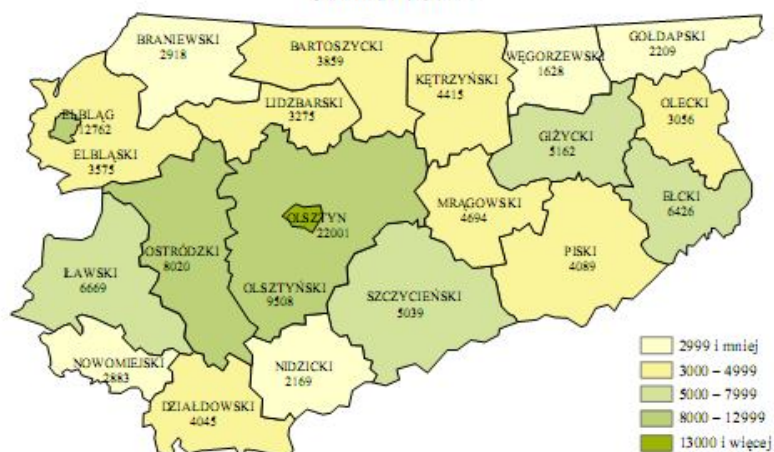 BRANIEWSKI
2918
BARTOSZYCKI
3859
KĘTRZYŃSKI
4415
WĘGORZEWSKI
1628
GOŁDAPSKI
2209
ELBLĄG
12762
ELBLĄSKI
3575
LIDZBARSKI
3275
GIŻYCKI
5162
OLECKI
3056
EŁCKI
6426
MRĄGOWSKI
4694
PISKI
4089
OLSZTYN
22001
OLSZTYŃSKI
9508
OSTRÓDZKI
8020
IŁAWSKI
6669
SZCZYCIEŃSKI
5039
NOWOMIEJSKI
2883
NIDZICKI
2169
DZIAŁDOWSKI
4045
2999 i mniej
3000 – 4999
5000 – 7999
8000 – 12999
13000 i więcej